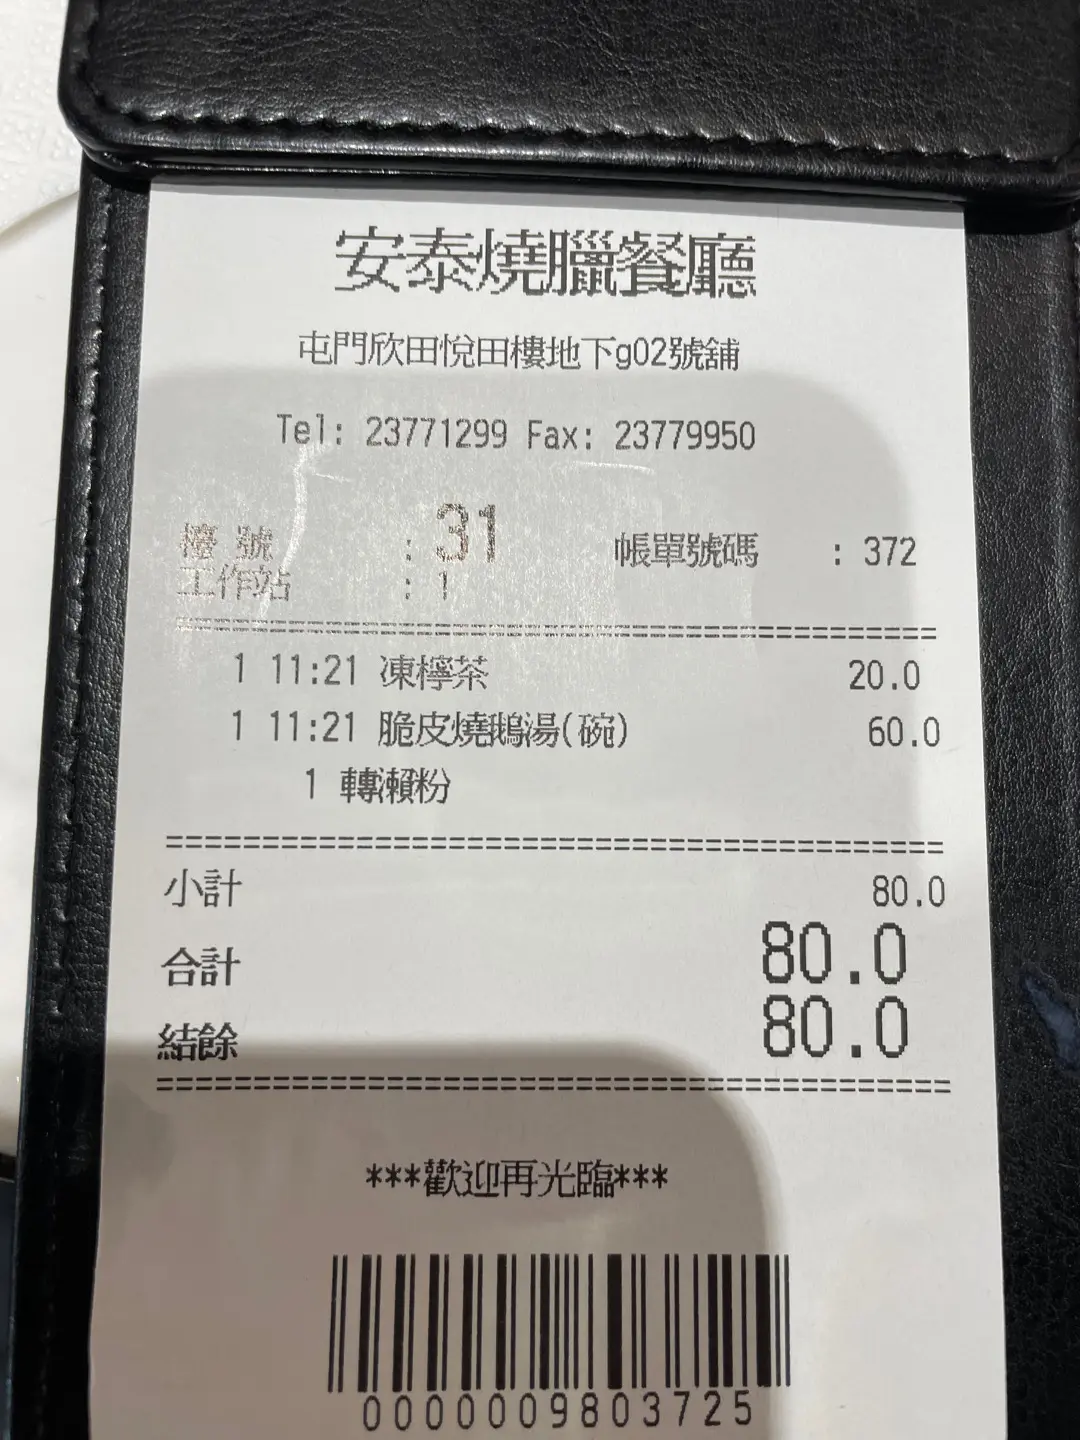 安泰燒臘餐廳
屯門欣田悅田樓地下g02號舖
Tel: 23771299 Fax: 23779950
檯 號 : 31 帳單號碼 : 372
工作站 : 1
1 11:21 凍檸茶 20.0
1 11:21 脆皮燒鵝湯(碗) 60.0
1 轉瀨粉
小計 80.0
合計 80.0
結餘 80.0
***歡迎再光臨***
0000009803725